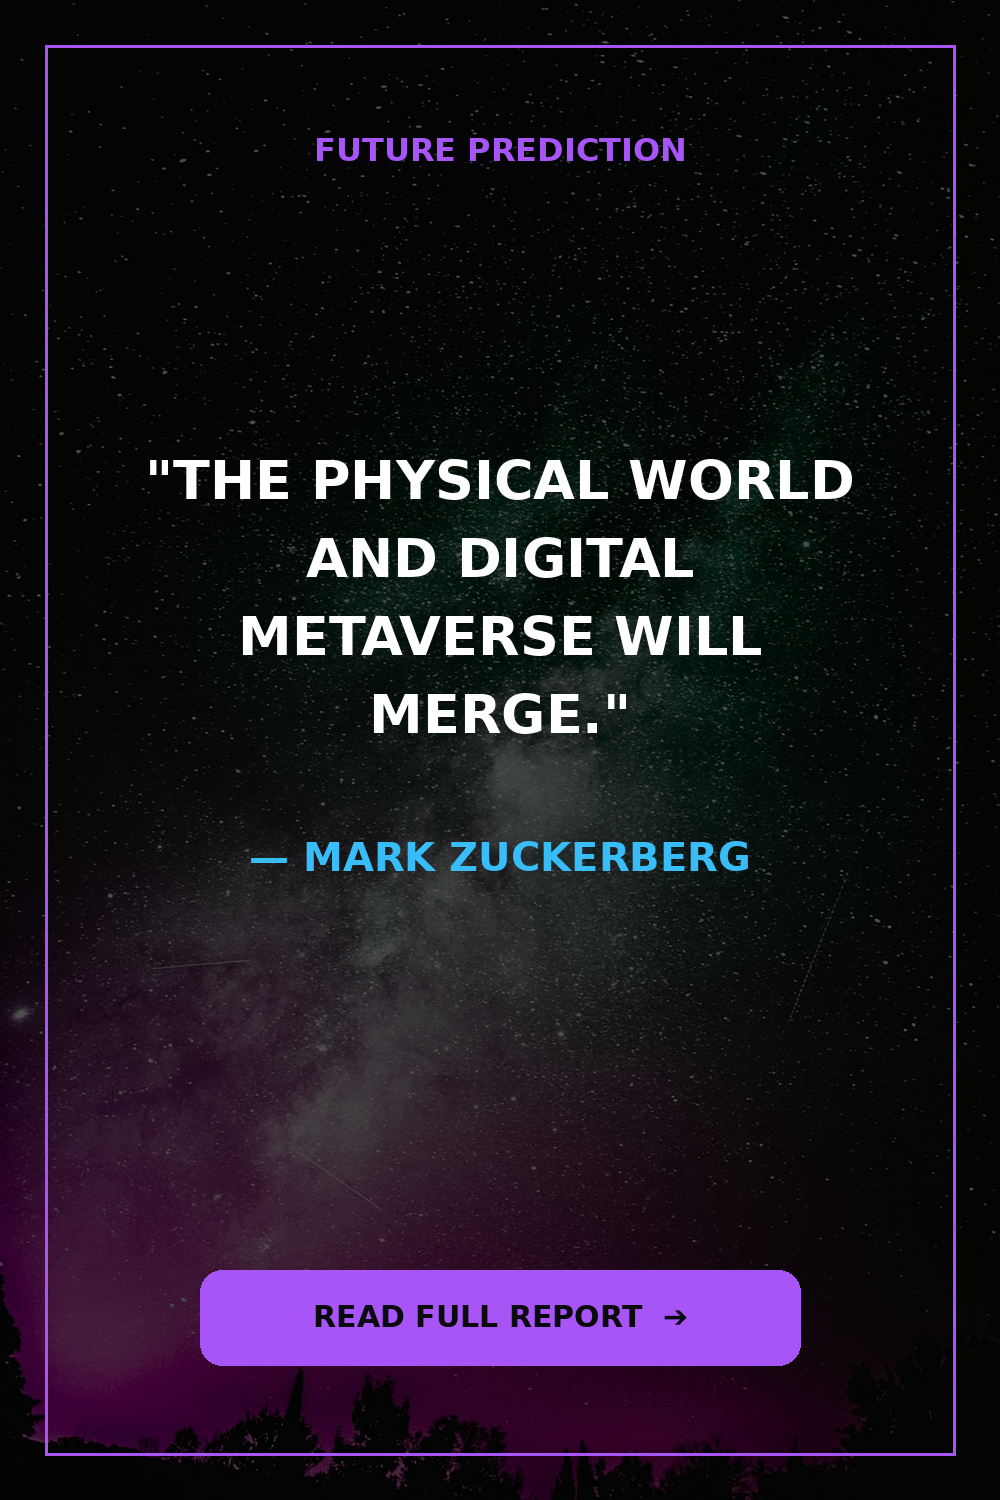 FUTURE PREDICTION
"THE PHYSICAL WORLD
AND DIGITAL
METAVERSE WILL
MERGE."
— MARK ZUCKERBERG
READ FULL REPORT ➔